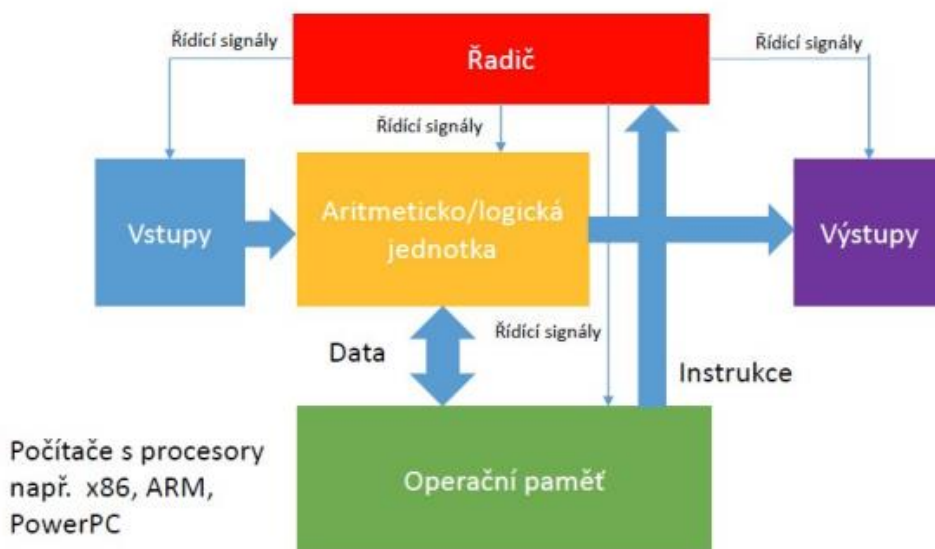 Řídící signály
Řadič
Řídící signály
Řídící signály
Vstupy
Aritmeticko/logická
jednotka
Výstupy
Data
Řídící signály
Instrukce
Operační paměť
Počítače s procesory
např. x86, ARM,
PowerPC